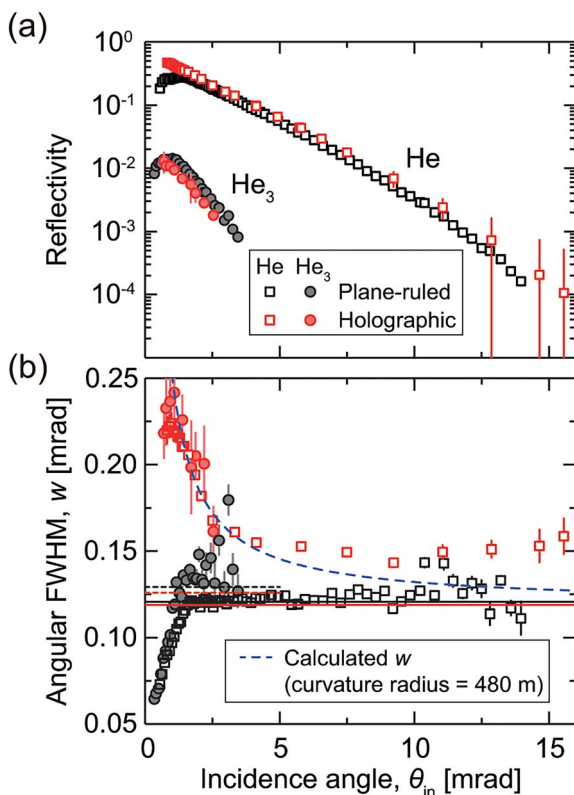 (a)
10⁰
10⁻¹
10⁻²
10⁻³
10⁻⁴
Reflectivity
He
He₃
He He₃
Plane-ruled
Holographic
(b)
0.25
0.20
0.15
0.10
0.05
Angular FWHM, w [mrad]
Calculated w
(curvature radius = 480 m)
0 5 10 15
Incidence angle, θin [mrad]